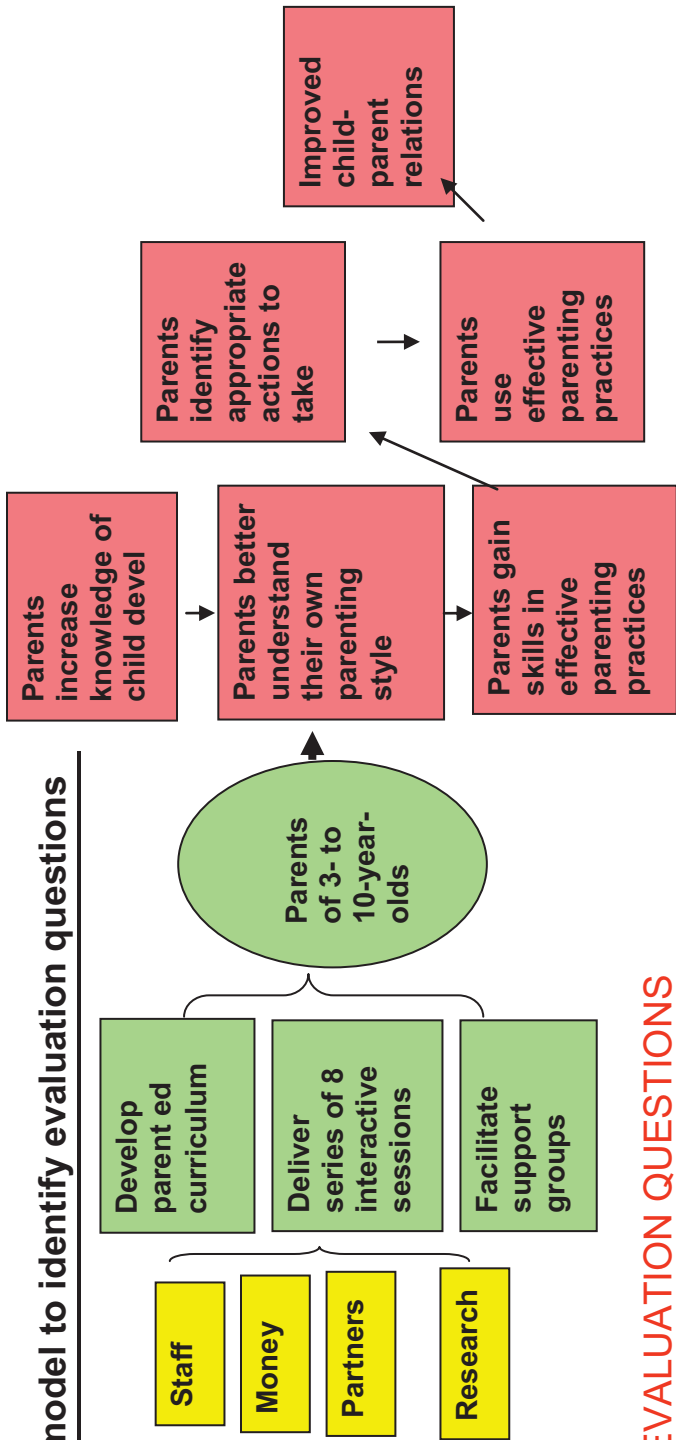 model to identify evaluation questions
Staff
Money
Partners
Research
Develop
parent ed
curriculum
Deliver
series of 8
interactive
sessions
Facilitate
support
groups
Parents
of 3- to
10-year-
olds
Parents
increase
knowledge of
child devel
Parents better
understand
their own
parenting
style
Parents gain
skills in
effective
parenting
practices
Parents
identify
appropriate
actions to
take
Parents
use
effective
parenting
practices
Improved
child-
parent
relations
EVALUATION QUESTIONS